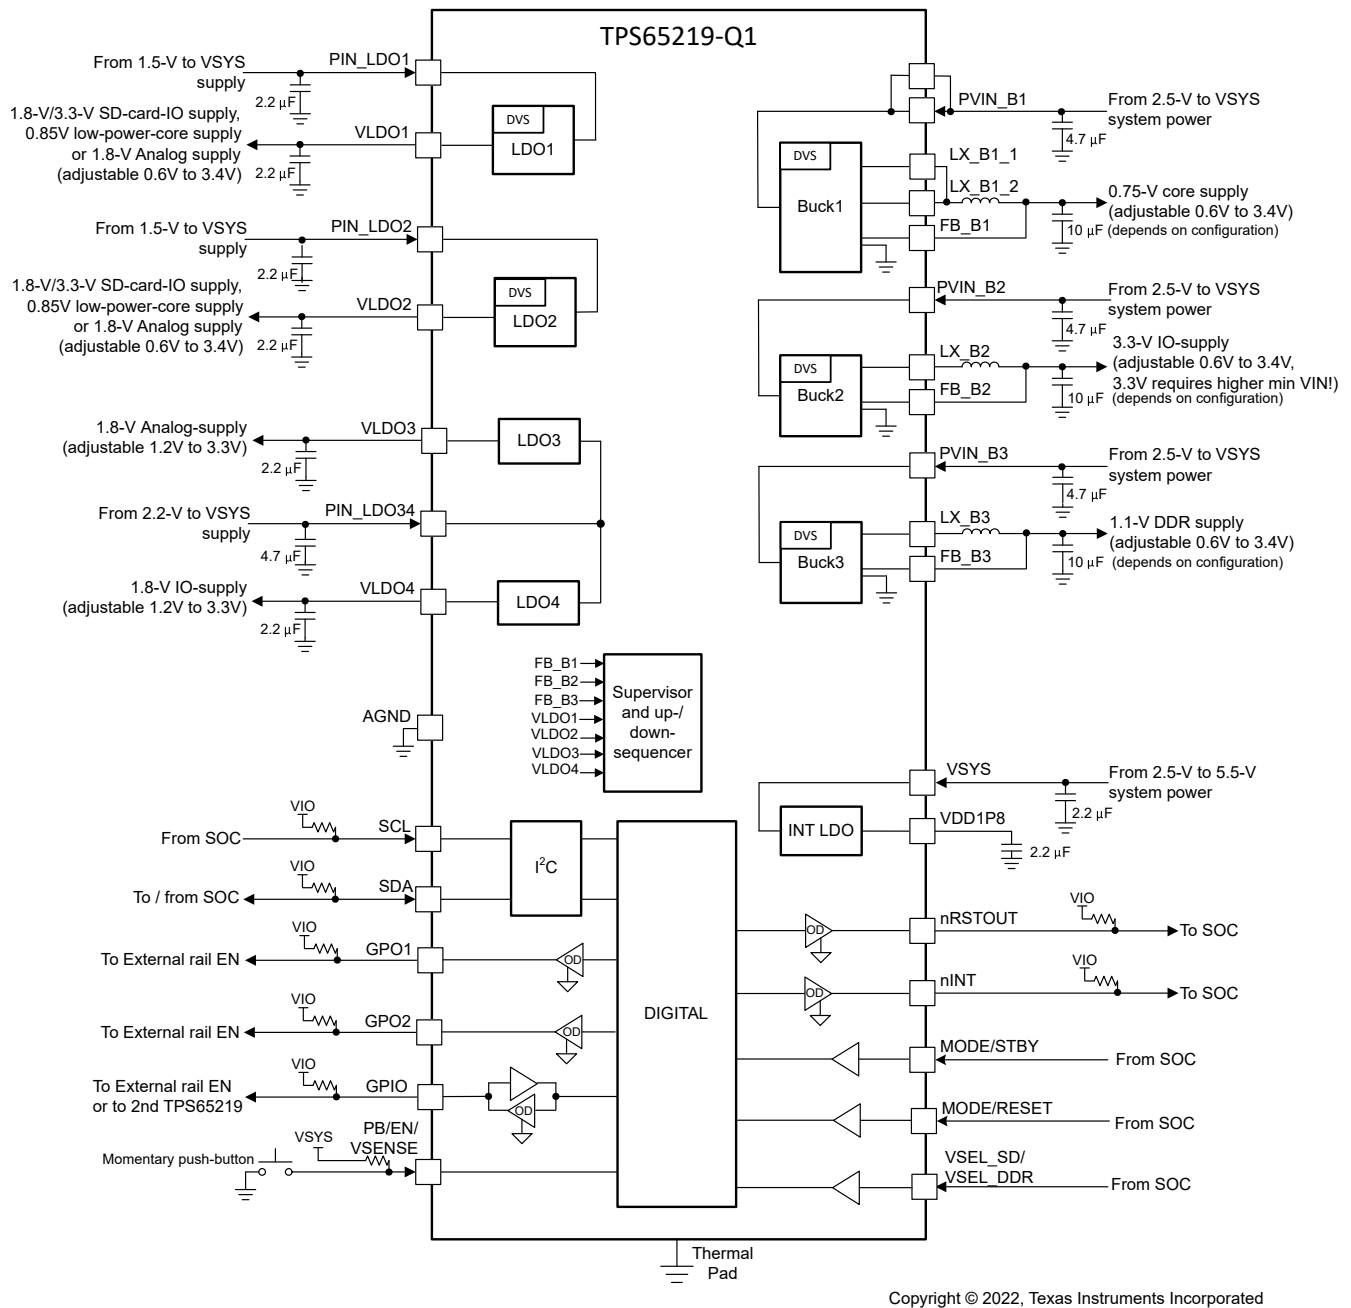 TPS65219-Q1
From 1.5-V to VSYS
supply
PIN_LDO1
2.2 µF
1.8-V/3.3-V SD-card-IO supply,
0.85V low-power-core supply
or 1.8-V Analog supply
(adjustable 0.6V to 3.4V)
VLDO1
2.2 µF
DVS
LDO1
From 1.5-V to VSYS
supply
PIN_LDO2
2.2 µF
1.8-V/3.3-V SD-card-IO supply,
0.85V low-power-core supply
or 1.8-V Analog supply
(adjustable 0.6V to 3.4V)
VLDO2
2.2 µF
DVS
LDO2
1.8-V Analog-supply
(adjustable 1.2V to 3.3V)
VLDO3
2.2 µF
LDO3
From 2.2-V to VSYS
supply
PIN_LDO34
4.7 µF
1.8-V IO-supply
(adjustable 1.2V to 3.3V)
VLDO4
2.2 µF
LDO4
PVIN_B1
From 2.5-V to VSYS
system power
4.7 µF
DVS
Buck1
LX_B1_1
LX_B1_2
FB_B1
0.75-V core supply
(adjustable 0.6V to 3.4V)
10 µF (depends on configuration)
PVIN_B2
From 2.5-V to VSYS
system power
4.7 µF
DVS
Buck2
LX_B2
FB_B2
3.3-V IO-supply
(adjustable 0.6V to 3.4V,
3.3V requires higher min VIN!)
10 µF (depends on configuration)
PVIN_B3
From 2.5-V to VSYS
system power
4.7 µF
DVS
Buck3
LX_B3
FB_B3
1.1-V DDR supply
(adjustable 0.6V to 3.4V)
10 µF (depends on configuration)
FB_B1
FB_B2
FB_B3
VLDO1
VLDO2
VLDO3
VLDO4
Supervisor
and up-/
down-
sequencer
AGND
VSYS
From 2.5-V to 5.5-V
system power
2.2 µF
INT LDO
VDD1P8
2.2 µF
From SOC
VIO
SCL
I²C
To / from SOC
VIO
SDA
To External rail EN
VIO
GPO1
OD
To External rail EN
VIO
GPO2
OD
To External rail EN
or to 2nd TPS65219
VIO
GPIO
OD
Momentary push-button
VSYS
PB/EN/
VSENSE
DIGITAL
OD
nRSTOUT
VIO
To SOC
OD
nINT
VIO
To SOC
MODE/STBY
From SOC
MODE/RESET
From SOC
VSEL_SD/
VSEL_DDR
From SOC
Thermal
Pad
Copyright © 2022, Texas Instruments Incorporated